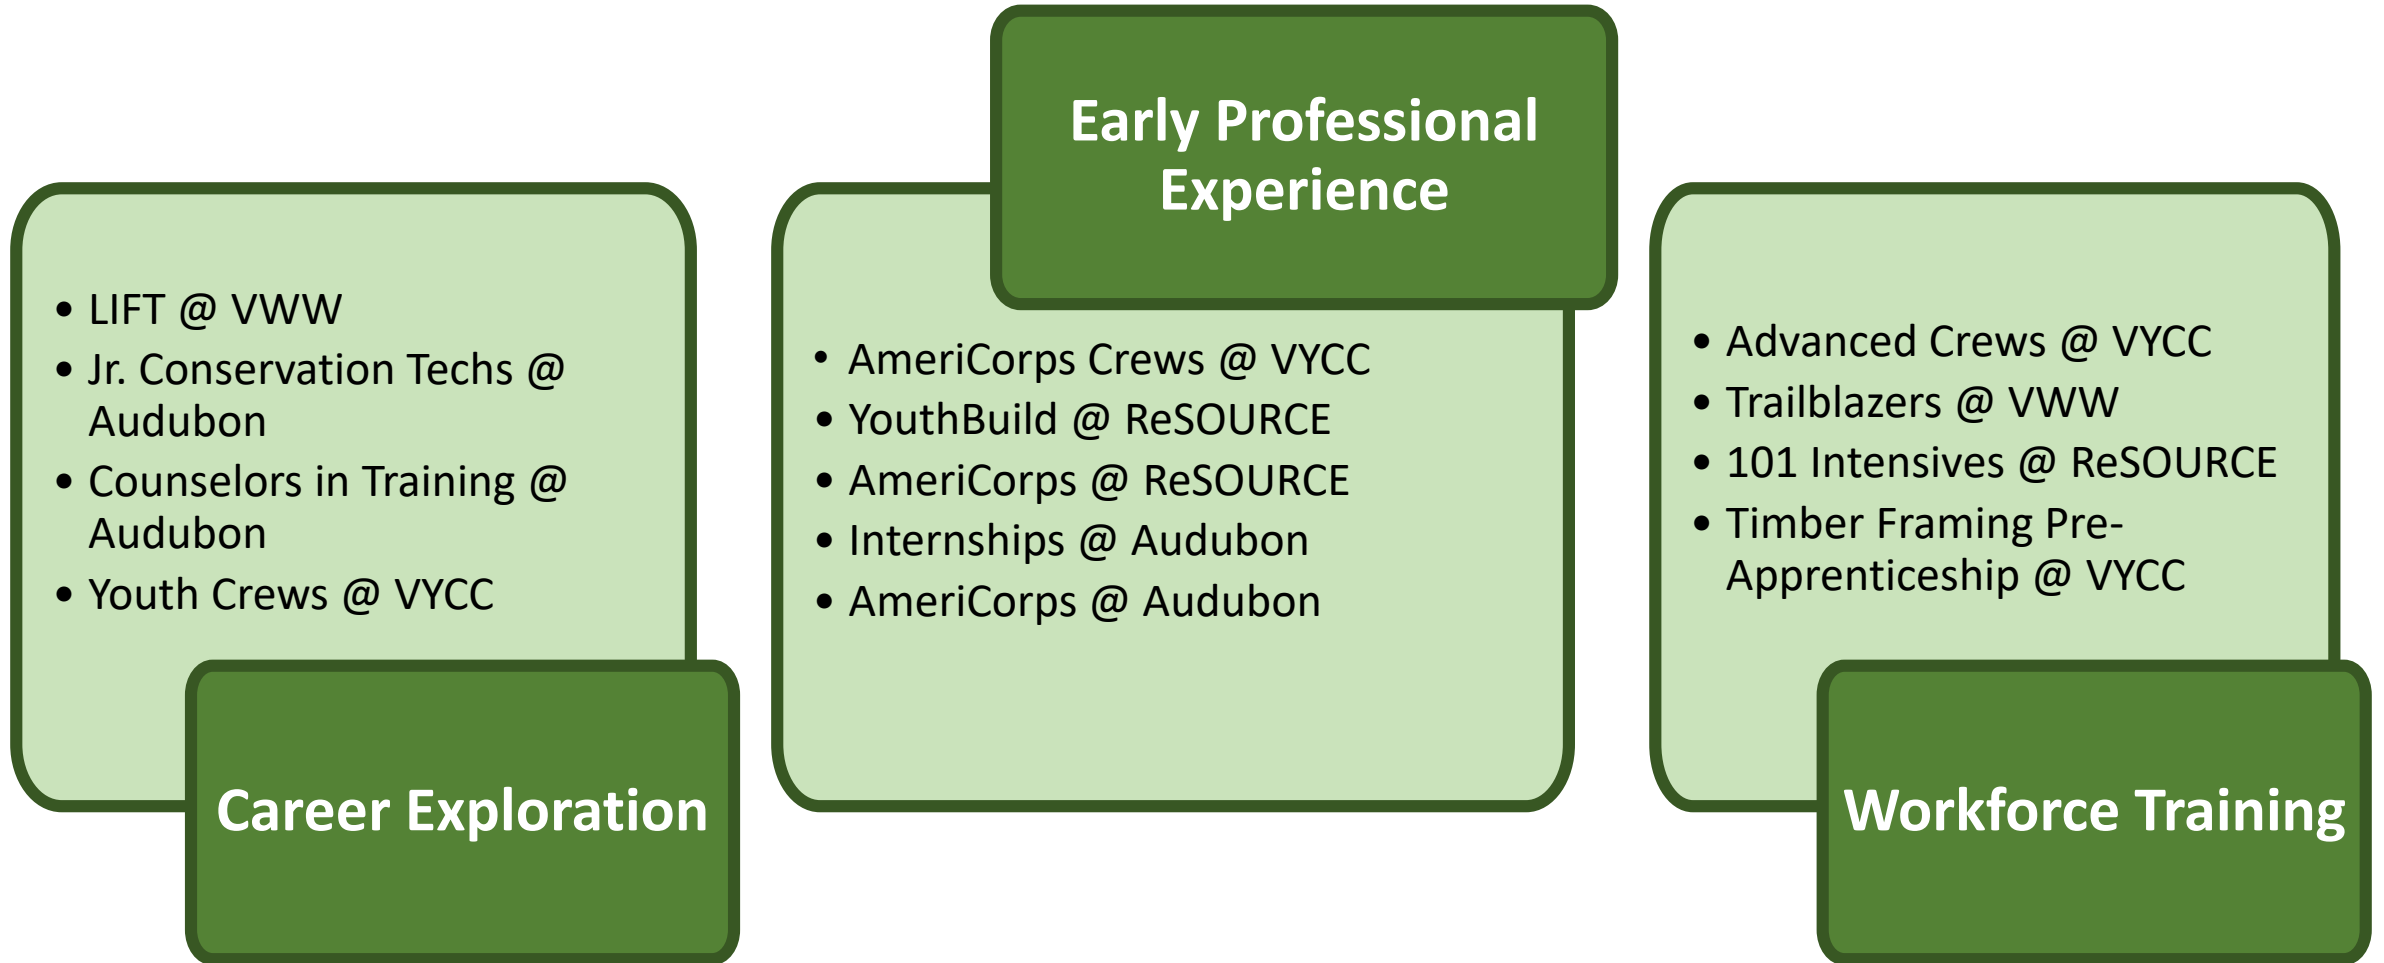 • LIFT @ VWW
• Jr. Conservation Techs @
Audubon
• Counselors in Training @
Audubon
• Youth Crews @ VYCC
Career Exploration
Early Professional
Experience
• AmeriCorps Crews @ VYCC
• YouthBuild @ ReSOURCE
• AmeriCorps @ ReSOURCE
• Internships @ Audubon
• AmeriCorps @ Audubon
• Advanced Crews @ VYCC
• Trailblazers @ VWW
• 101 Intensives @ ReSOURCE
• Timber Framing Pre-
Apprenticeship @ VYCC
Workforce Training